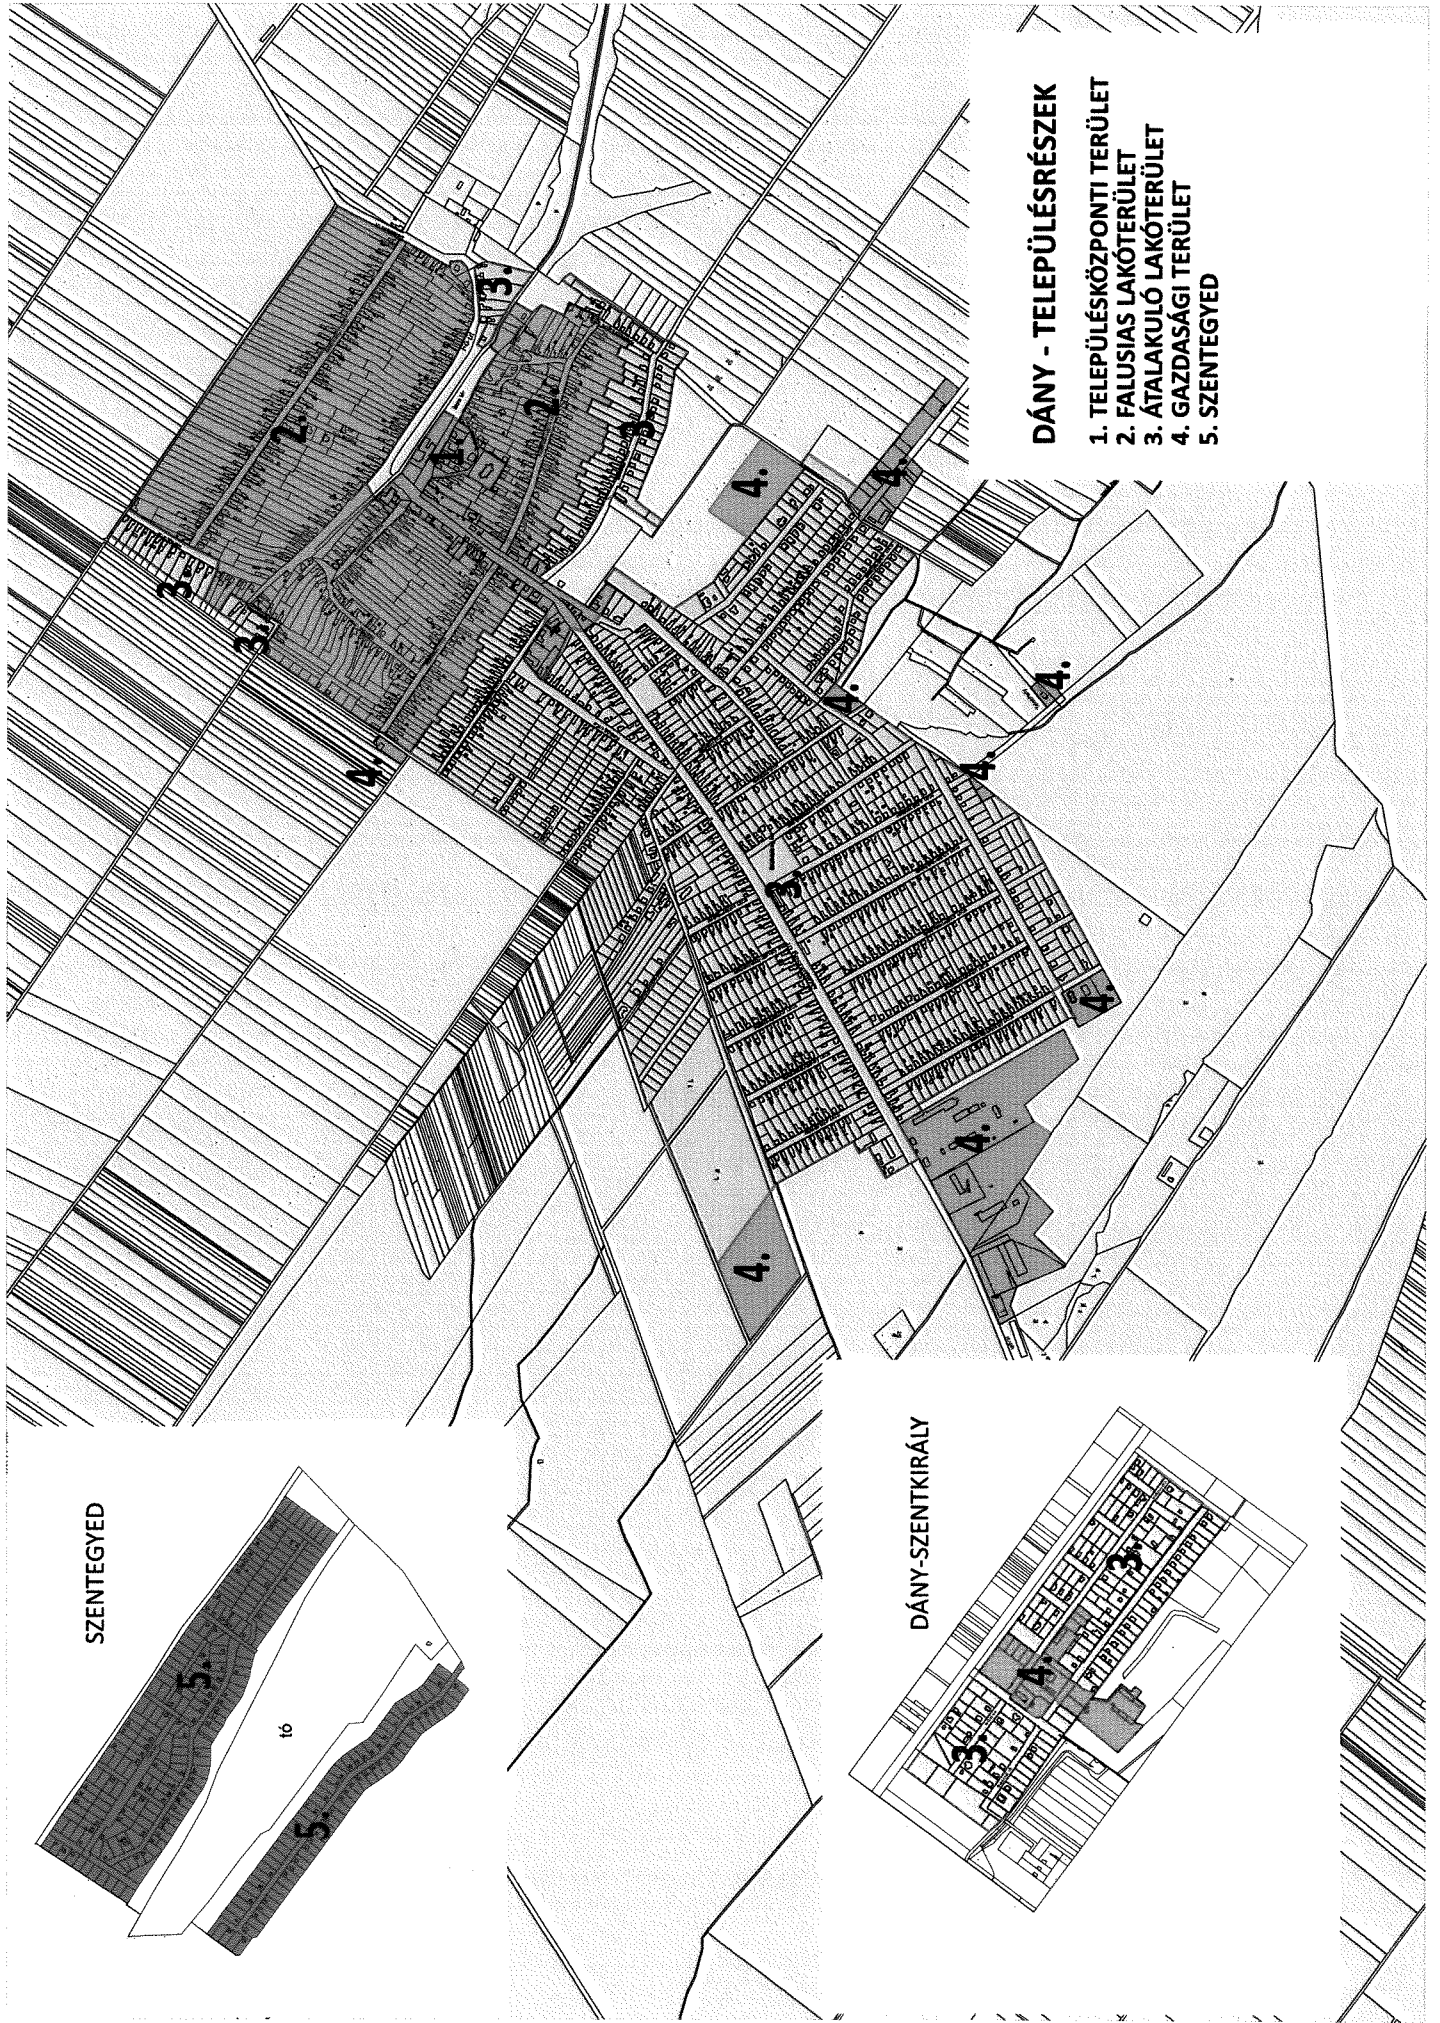 DÁNY - TELEPÜLÉSRÉSZEK
1. TELEPÜLÉSKÖZPONTI TERÜLET
2. FALUSIAS LAKÓTERÜLET
3. ÁTALAKULÓ LAKÓTERÜLET
4. GAZDASÁGI TERÜLET
5. SZENTEGYED
SZENTEGYED
5.
tó
5.
DÁNY-SZENTKIRÁLY
3.
4.
3.
2.
3.
3.
3.
1.
2.
3.
4.
4.
4.
4.
4.
4.
3.
4.
4.
4.